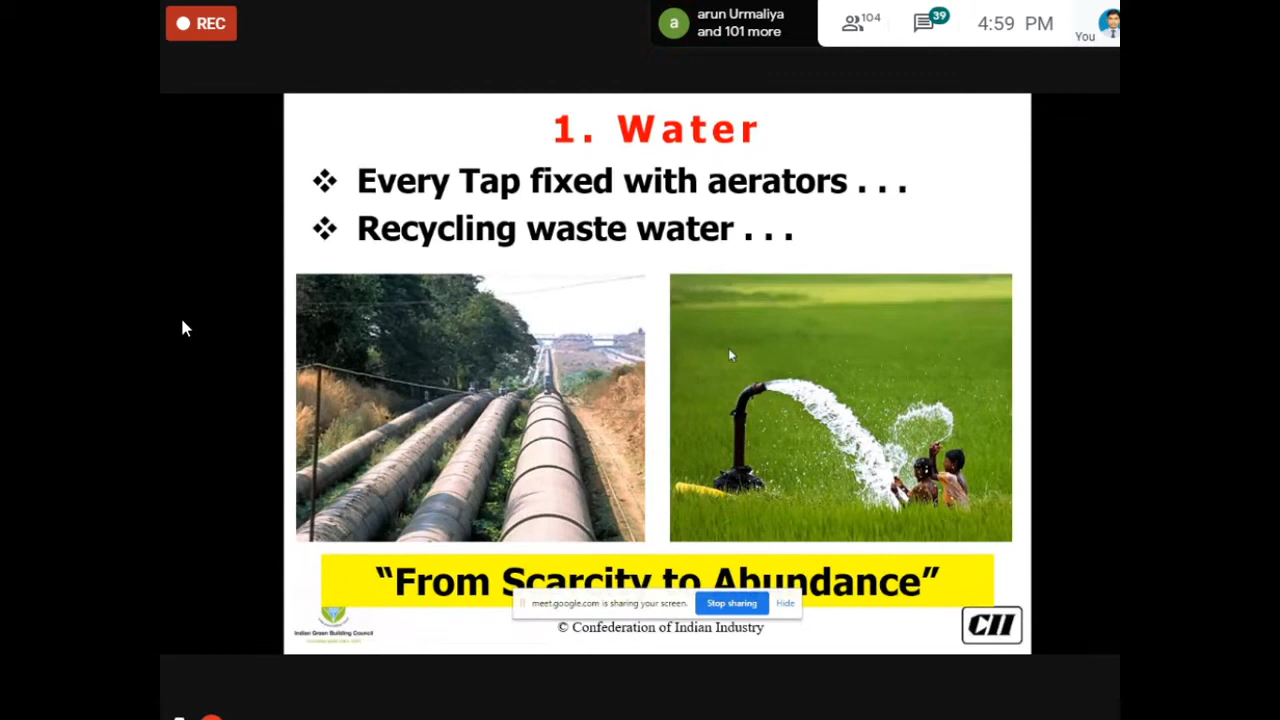 REC
arun Urmaliya
and 101 more
a
104
39
4:59 PM
You
1. Water
❖ Every Tap fixed with aerators . . .
❖ Recycling waste water . . .
“From Scarcity to Abundance”
meet.google.com is sharing your screen.
Stop sharing
Hide
Indian Green Building Council
© Confederation of Indian Industry
CII